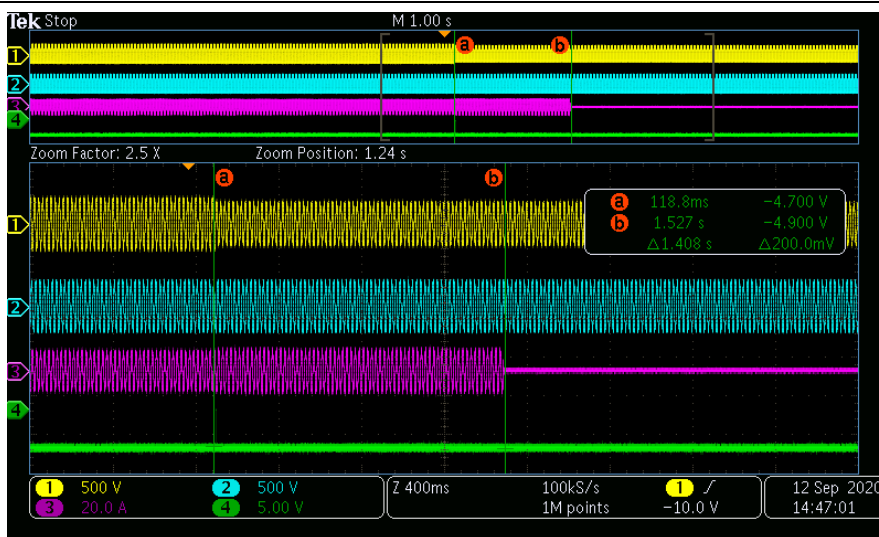 Tek Stop M 1.00 s
a b
1
2
3
4
Zoom Factor: 2.5 X Zoom Position: 1.24 s
a b
a 118.8ms -4.700 V
b 1.527 s -4.900 V
Δ1.408 s Δ200.0mV
1
2
3
4
1 500 V 2 500 V Z 400ms 100kS/s 1 12 Sep 2020
3 20.0 A 4 5.00 V 1M points -10.0 V 14:47:01